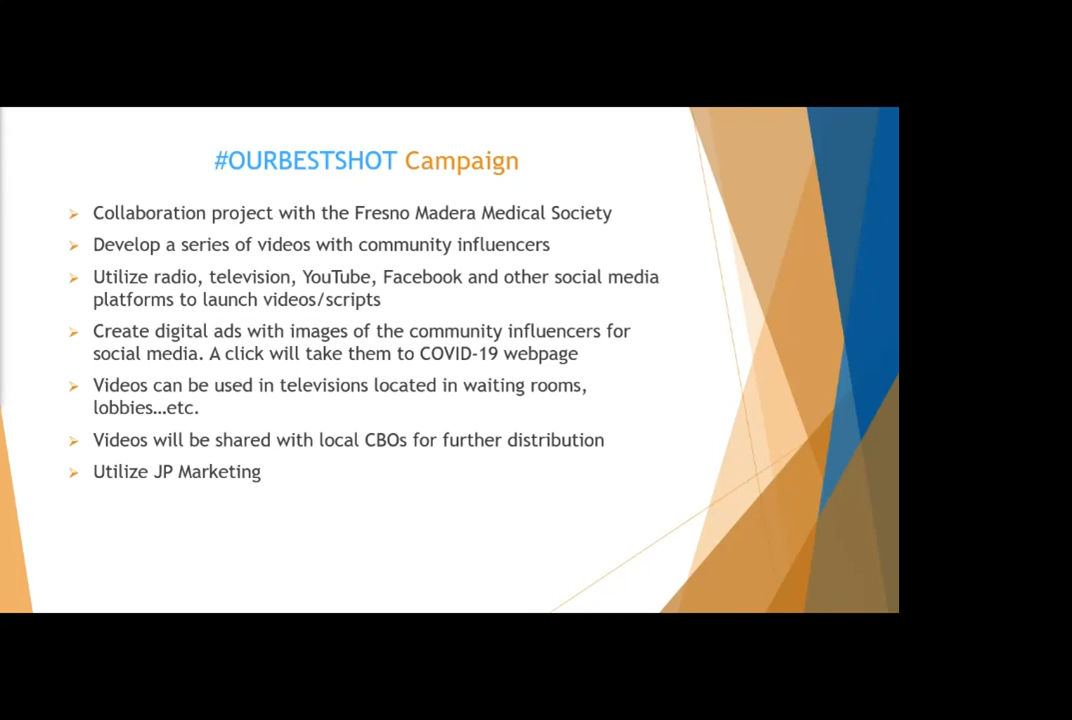 #OURBESTSHOT Campaign
Collaboration project with the Fresno Madera Medical Society
Develop a series of videos with community influencers
Utilize radio, television, YouTube, Facebook and other social media
platforms to launch videos/scripts
Create digital ads with images of the community influencers for
social media. A click will take them to COVID-19 webpage
Videos can be used in televisions located in waiting rooms,
lobbies…etc.
Videos will be shared with local CBOs for further distribution
Utilize JP Marketing